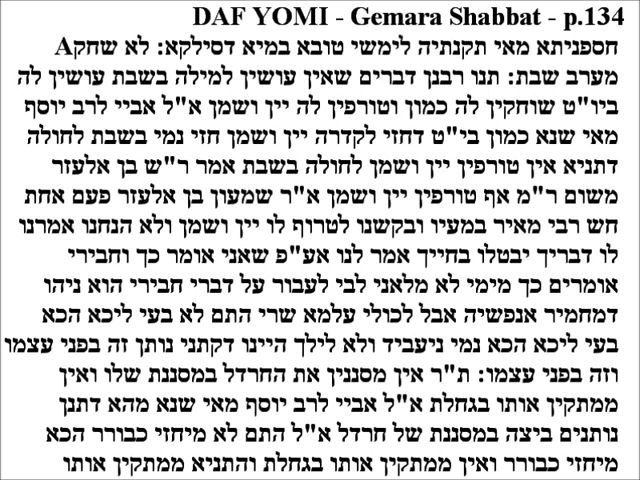 DAF YOMI - Gemara Shabbat - p.134
חספניתא מאי תקנתיה לימשי טובא במיא דסילקא: לא שחקA
מערב שבת: תנו רבנן דברים שאין עושין למילה בשבת עושין לה
ביו"ט שוחקין לה כמון וטורפין לה יין ושמן א"ל אביי לרב יוסף
מאי שנא כמון בי"ט דחזי לקדרה יין ושמן חזי נמי בשבת לחולה
דתניא אין טורפין יין ושמן לחולה בשבת אמר ר"ש בן אלעזר
משום ר"מ אף טורפין יין ושמן א"ר שמעון בן אלעזר פעם אחת
חש רבי מאיר במעיו ובקשנו לטרוף לו יין ושמן ולא הנחנו אמרנו
לו דבריך יבטלו בחייך אמר לנו אע"פ שאני אומר כך וחבירי
אומרים כך מימי לא מלאני לבי לעבור על דברי חבירי הוא ניהו
דמחמיר אנפשיה אבל לכולי עלמא שרי התם לא בעי ליכא הכא
בעי ליכא הכא נמי ניעביד ולא לילך היינו דקתני נותן זה בפני עצמו
וזה בפני עצמו: ת"ר אין מסננין את החרדל במסננת שלו ואין
ממתקין אותו בגחלת א"ל אביי לרב יוסף מאי שנא מהא דתנן
נותנים ביצה במסננת של חרדל א"ל התם לא מיחזי כבורר הכא
מיחזי כבורר ואין ממתקין אותו בגחלת והתניא ממתקין אותו